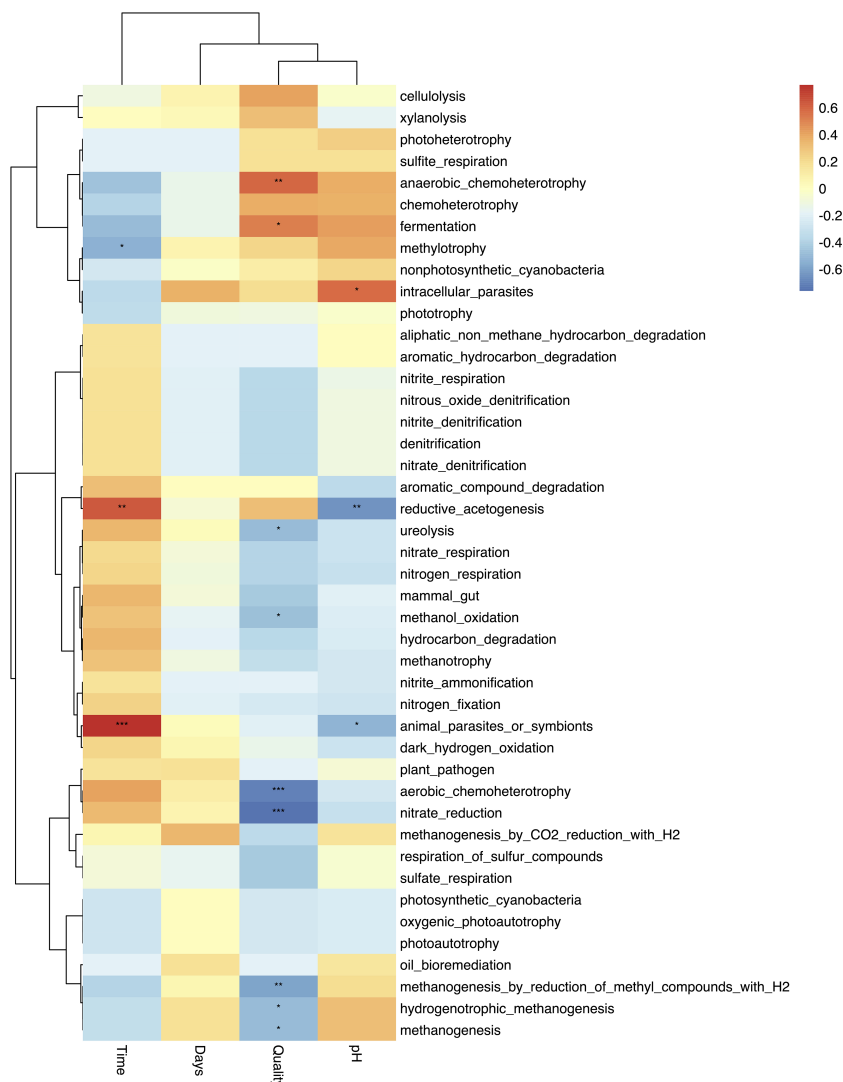 cellulolysis
xylanolysis
photoheterotrophy
sulfite_respiration
** anaerobic_chemoheterotrophy
chemoheterotrophy
* fermentation
* methylotrophy
nonphotosynthetic_cyanobacteria
* intracellular_parasites
phototrophy
aliphatic_non_methane_hydrocarbon_degradation
aromatic_hydrocarbon_degradation
nitrite_respiration
nitrous_oxide_denitrification
nitrite_denitrification
denitrification
nitrate_denitrification
aromatic_compound_degradation
** ** reductive_acetogenesis
* ureolysis
nitrate_respiration
nitrogen_respiration
mammal_gut
* methanol_oxidation
hydrocarbon_degradation
methanotrophy
nitrite_ammonification
nitrogen_fixation
*** * animal_parasites_or_symbionts
dark_hydrogen_oxidation
plant_pathogen
*** aerobic_chemoheterotrophy
*** nitrate_reduction
methanogenesis_by_CO2_reduction_with_H2
respiration_of_sulfur_compounds
sulfate_respiration
photosynthetic_cyanobacteria
oxygenic_photoautotrophy
photoautotrophy
oil_bioremediation
** methanogenesis_by_reduction_of_methyl_compounds_with_H2
* hydrogenotrophic_methanogenesis
* methanogenesis
Time
Days
Quality
pH
0.6
0.4
0.2
0
-0.2
-0.4
-0.6